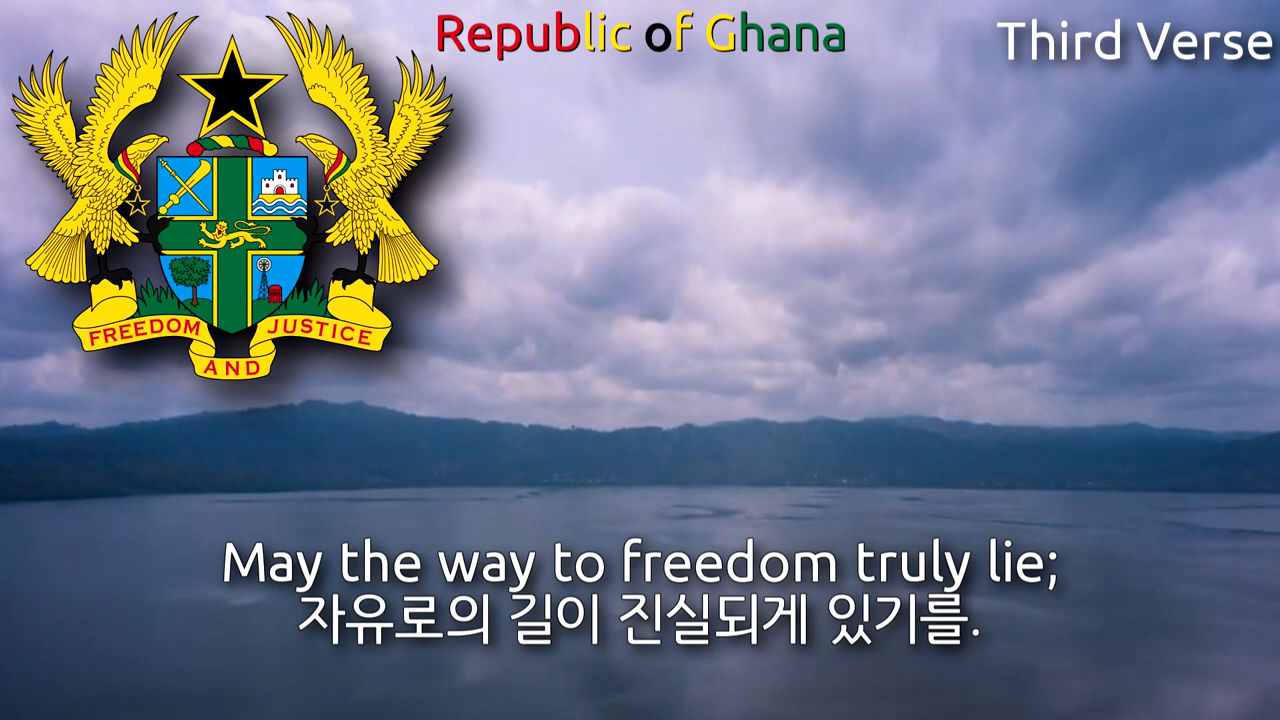 Republic of Ghana
Third Verse
FREEDOM
AND
JUSTICE
May the way to freedom truly lie;
자유로의 길이 진실되게 있기를.